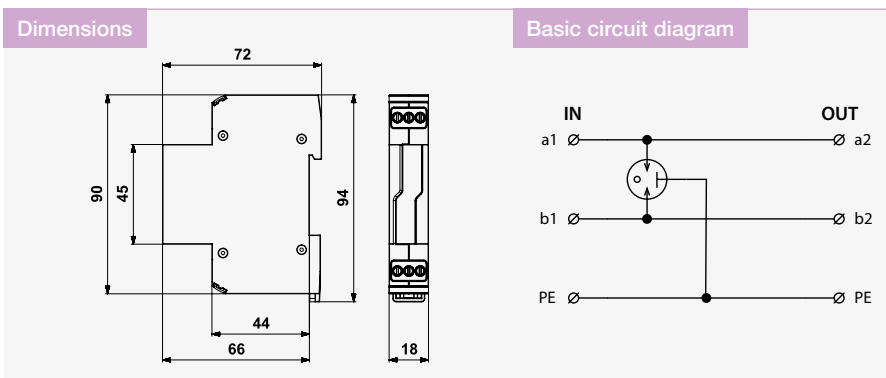 Dimensions
72
90
45
94
44
66
18
Basic circuit diagram
IN OUT
a1 a2
b1 b2
PE PE